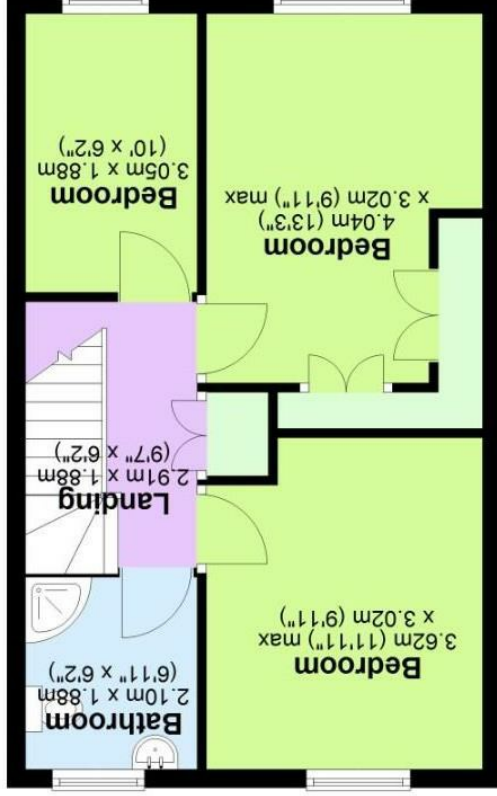 Bathroom
2.10m x 1.88m
(6'11" x 6'2")
Bedroom
3.62m (11'11") max
x 3.02m (9'11")
Landing
2.91m x 1.88m
(9'7" x 6'2")
Bedroom
4.04m (13'3")
x 3.02m (9'11") max
Bedroom
3.05m x 1.88m
(10' x 6'2")